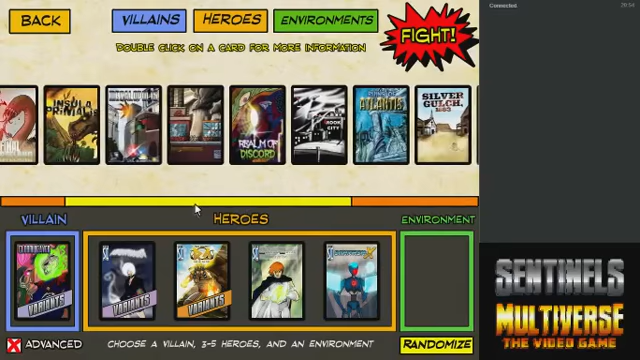 BACK
VILLAINS
HEROES
ENVIRONMENTS
FIGHT!
DOUBLE CLICK ON A CARD FOR MORE INFORMATION
Connected
INSULA
PRIMALIS
REALM OF
DISCORD
ROOK
CITY
ATLANTIS
SILVER
GULCH,
VILLAIN
HEROES
ENVIRONMENT
VARIANTS
VARIANTS
VARIANTS
ADVANCED
CHOOSE A VILLAIN, 3-5 HEROES, AND AN ENVIRONMENT
RANDOMIZE
SENTINELS
MULTIVERSE
THE VIDEO GAME